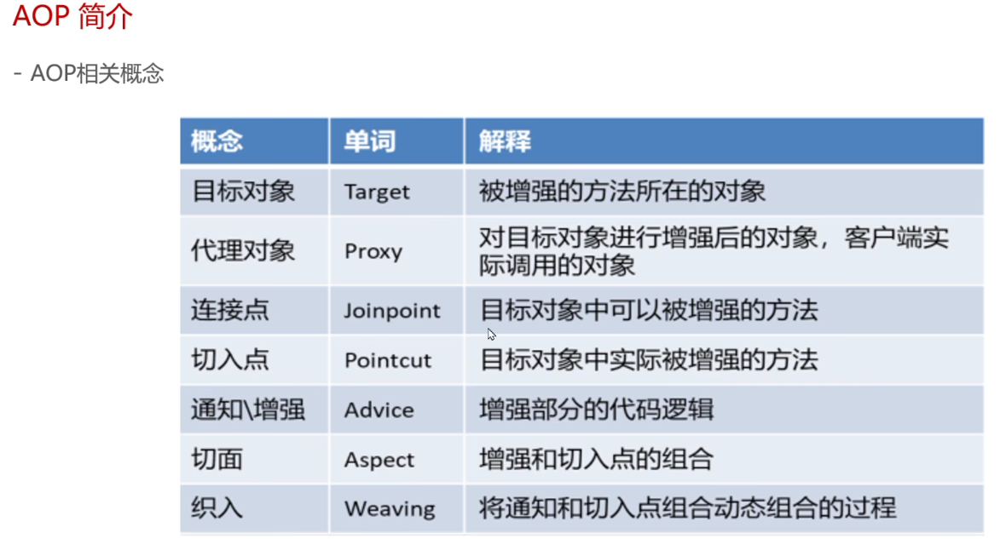 AOP 简介
- AOP相关概念
概念 单词 解释
目标对象 Target 被增强的方法所在的对象
代理对象 Proxy 对目标对象进行增强后的对象，客户端实
际调用的对象
连接点 Joinpoint 目标对象中可以被增强的方法
切入点 Pointcut 目标对象中实际被增强的方法
通知\增强 Advice 增强部分的代码逻辑
切面 Aspect 增强和切入点的组合
织入 Weaving 将通知和切入点组合动态组合的过程